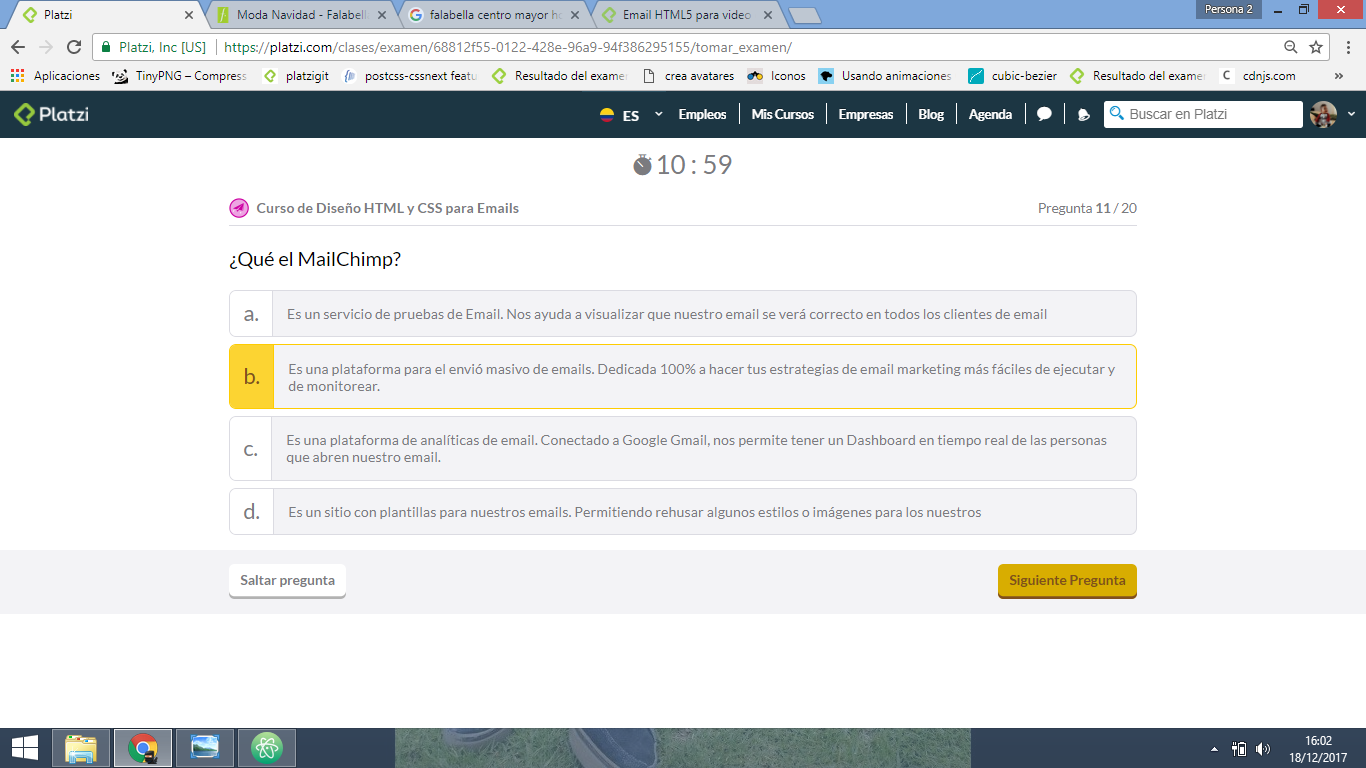 Platzi
Moda Navidad - Falabella
falabella centro mayor ho
Email HTML5 para video
Persona 2
Platzi, Inc [US]
https://platzi.com/clases/examen/68812f55-0122-428e-96a9-94f386295155/tomar_examen/
Aplicaciones
TinyPNG – Compress
platzigit
postcss-cssnext featu
Resultado del examen
crea avatares
Iconos
Usando animaciones
cubic-bezier
Resultado del examen
cdnjs.com
»
Platzi
ES
Empleos
Mis Cursos
Empresas
Blog
Agenda
Buscar en Platzi
10 : 59
Curso de Diseño HTML y CSS para Emails
Pregunta 11 / 20
¿Qué el MailChimp?
a.
Es un servicio de pruebas de Email. Nos ayuda a visualizar que nuestro email se verá correcto en todos los clientes de email
b.
Es una plataforma para el envió masivo de emails. Dedicada 100% a hacer tus estrategias de email marketing más fáciles de ejecutar y
de monitorear.
c.
Es una plataforma de analíticas de email. Conectado a Google Gmail, nos permite tener un Dashboard en tiempo real de las personas
que abren nuestro email.
d.
Es un sitio con plantillas para nuestros emails. Permitiendo rehusar algunos estilos o imágenes para los nuestros
Saltar pregunta
Siguiente Pregunta
16:02
18/12/2017